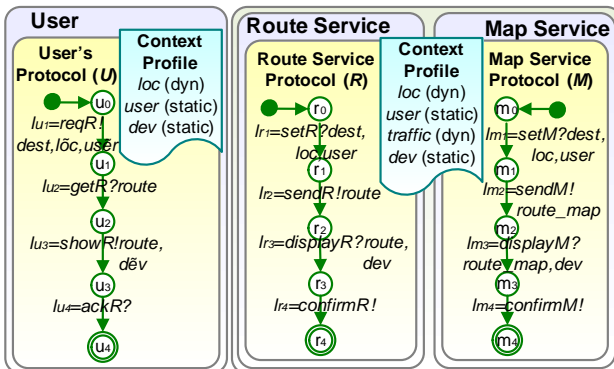 User
User's
Protocol (U)
Context
Profile
loc (dyn)
user (static)
dev (static)
u0
lu1=reqR!
dest,lõc,user
u1
lu2=getR?route
u2
lu3=showR!route,
dẽv
u3
lu4=ackR?
u4
Route Service
Route Service
Protocol (R)
Context
Profile
loc (dyn)
user (static)
traffic (dyn)
dev (static)
r0
lr1=setR?dest,
loc,user
r1
lr2=sendR!route
r2
lr3=displayR?route,
dev
r3
lr4=confirmR!
r4
Map Service
Map Service
Protocol (M)
m0
lm1=setM?dest,
loc,user
m1
lm2=sendM!
route_map
m2
lm3=displayM?
route_map,dev
m3
lm4=confirmM!
m4